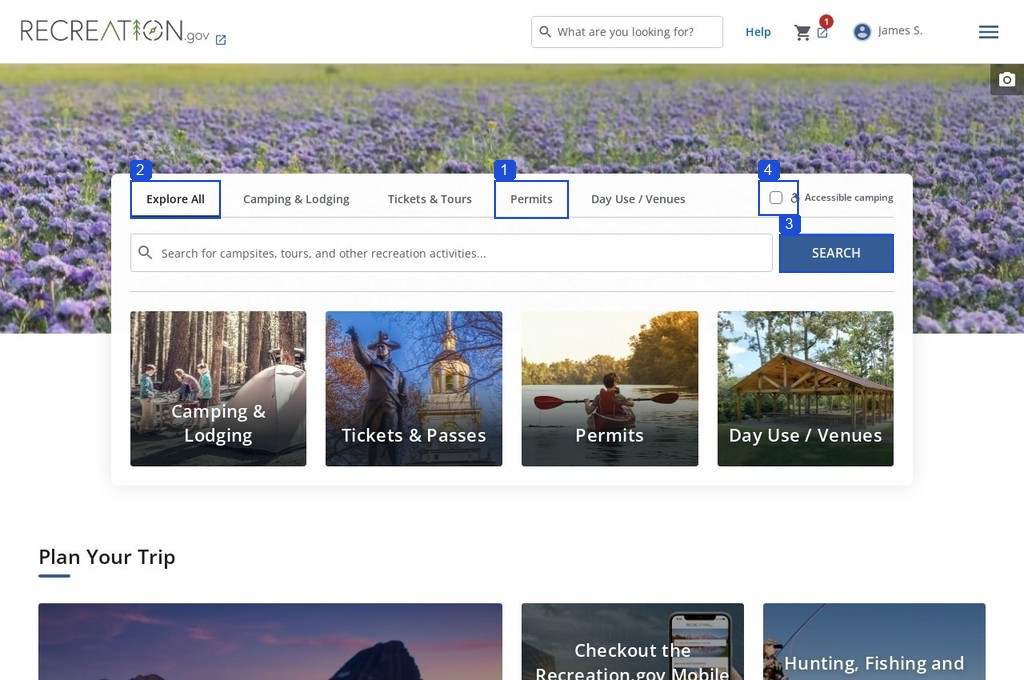 RECREATION.gov
What are you looking for?
Help
1
James S.
2
1
4
Explore All
Camping & Lodging
Tickets & Tours
Permits
Day Use / Venues
Accessible camping
3
Search for campsites, tours, and other recreation activities...
SEARCH
Camping &
Lodging
Tickets & Passes
Permits
Day Use / Venues
Plan Your Trip
Checkout the
Recreation.gov Mobile
Hunting, Fishing and